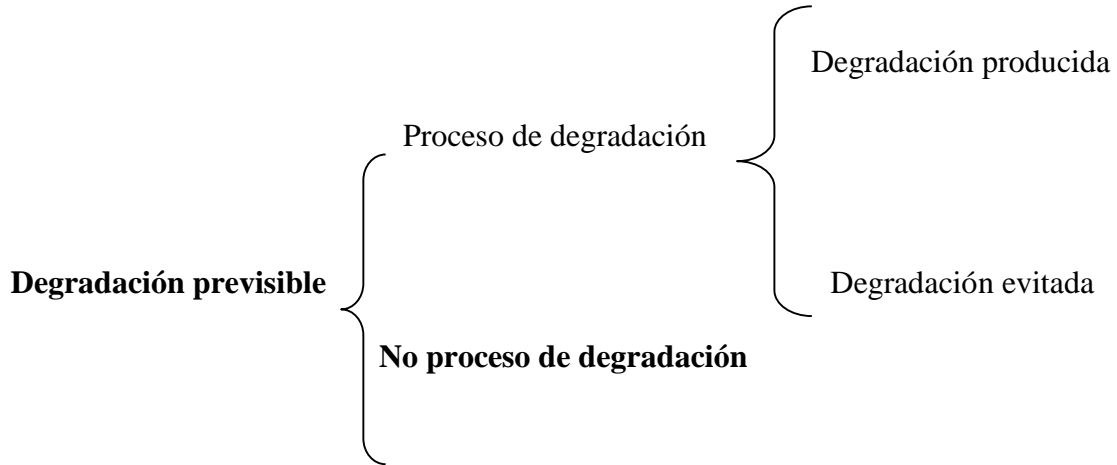 Degradación producida
Proceso de degradación
Degradación previsible
Degradación evitada
No proceso de degradación